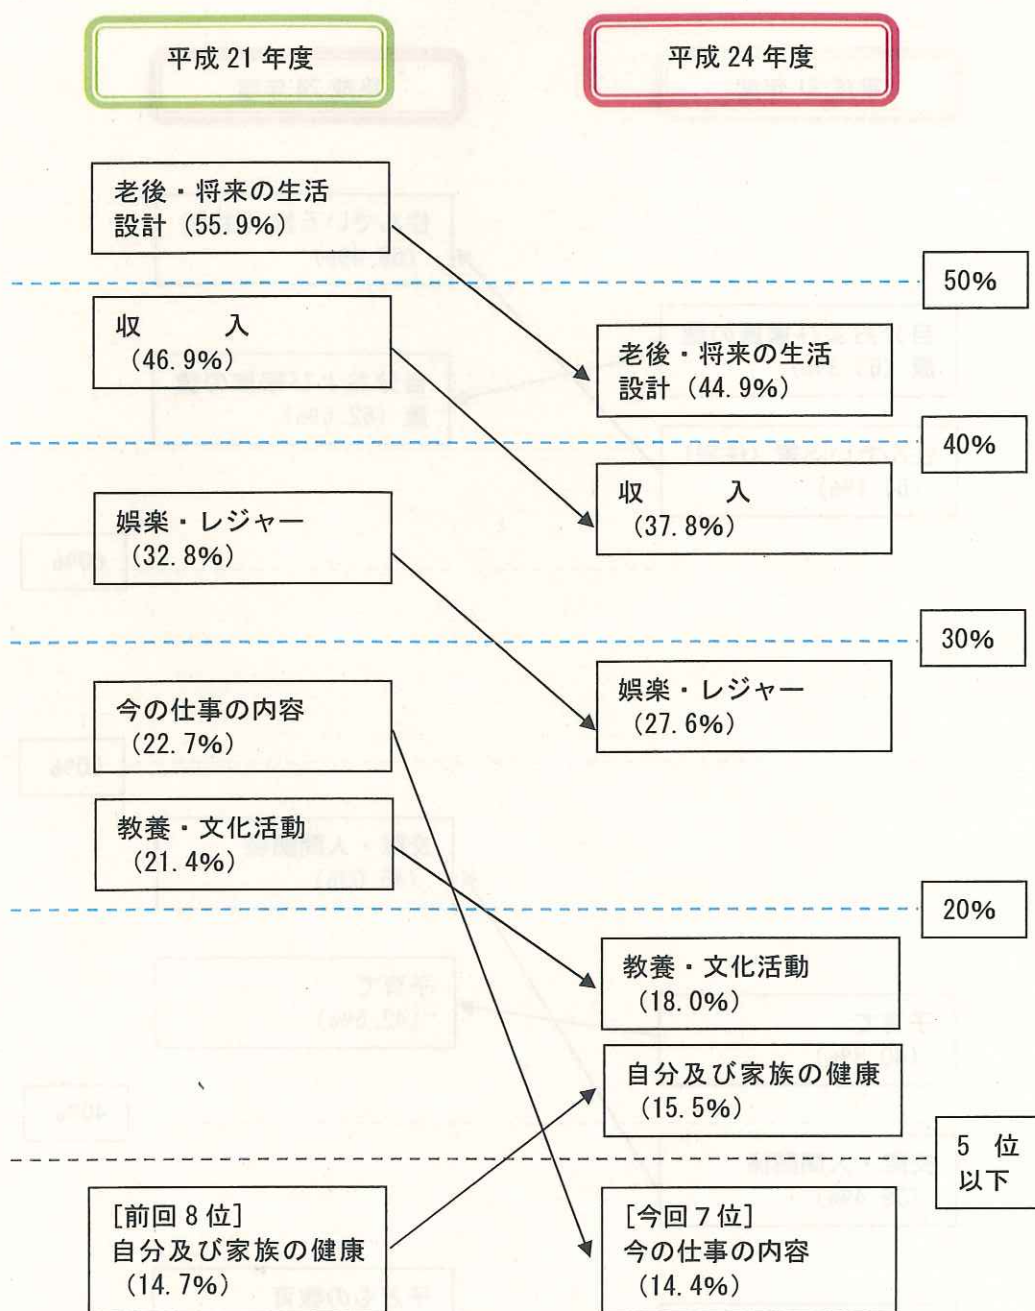 平成 21 年度
平成 24 年度
老後・将来の生活
設計 (55.9%)
50%
収　　入
(46.9%)
老後・将来の生活
設計 (44.9%)
40%
収　　入
(37.8%)
娯楽・レジャー
(32.8%)
30%
娯楽・レジャー
(27.6%)
今の仕事の内容
(22.7%)
教養・文化活動
(21.4%)
20%
教養・文化活動
(18.0%)
自分及び家族の健康
(15.5%)
5　位
以下
[前回 8 位]
自分及び家族の健康
(14.7%)
[今回 7 位]
今の仕事の内容
(14.4%)